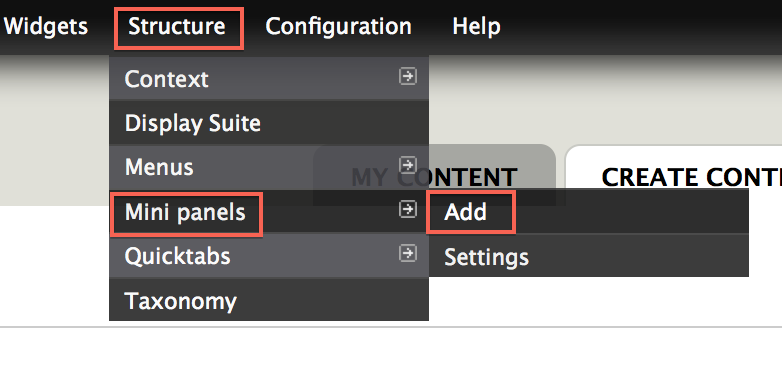 Widgets Structure Configuration Help
Context
Display Suite
Menus
MY CONTENT CREATE CONT
Mini panels Add
Quicktabs Settings
Taxonomy